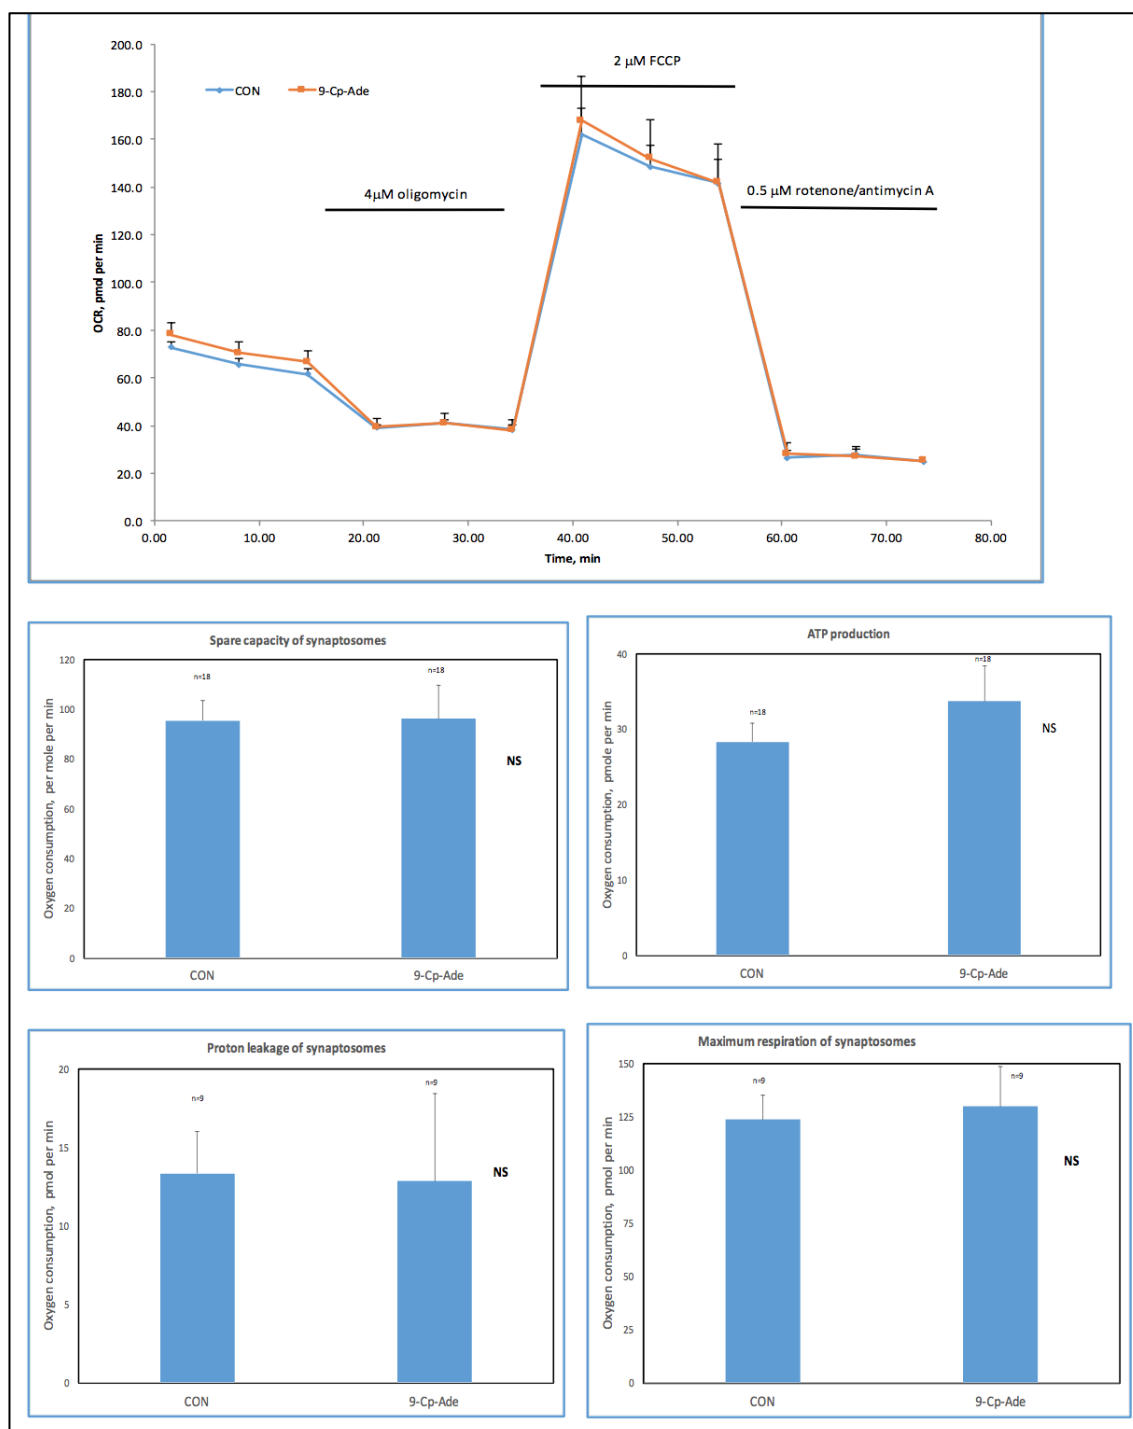 200.0
180.0
160.0
140.0
120.0
100.0
80.0
60.0
40.0
20.0
0.0
OCR, pmol per min
CON
9-Cp-Ade
4µM oligomycin
2 µM FCCP
0.5 µM rotenone/antimycin A
0.00 10.00 20.00 30.00 40.00 50.00 60.00 70.00 80.00
Time, min
Spare capacity of synaptosomes
120
100
80
60
40
20
0
Oxygen consumption, per mole per min
n=18
n=18
NS
CON 9-Cp-Ade
ATP production
40
30
20
10
0
Oxygen consumption, pmole per min
n=18
n=18
NS
CON 9-Cp-Ade
Proton leakage of synaptosomes
20
15
10
5
0
Oxygen consumption, pmol per min
n=9
n=9
NS
CON 9-Cp-Ade
Maximum respiration of synaptosomes
150
125
100
75
50
25
0
Oxygen consumption, pmol per min
n=9
n=9
NS
CON 9-Cp-Ade